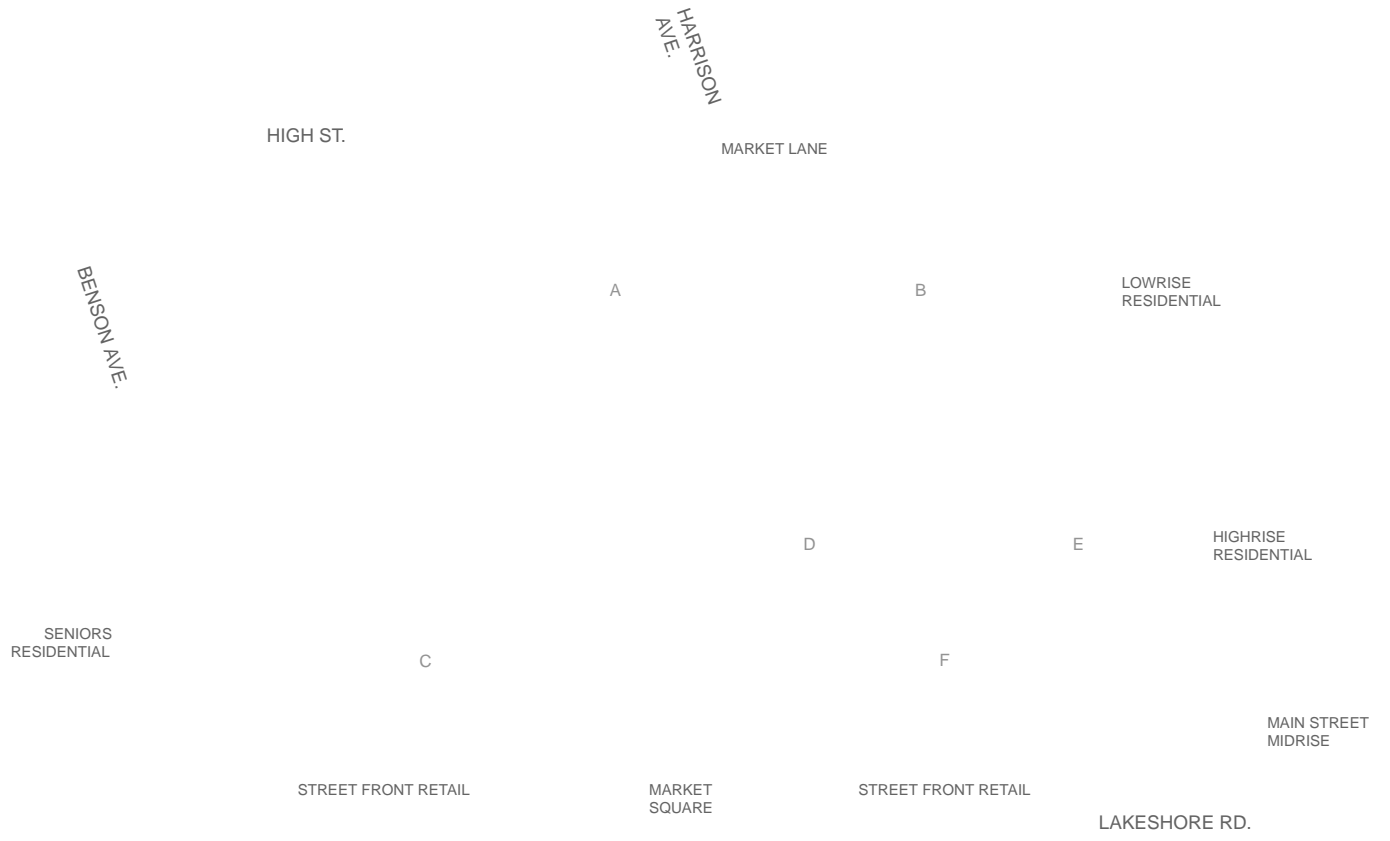 HARRISON
AVE.
HIGH ST.
MARKET LANE
BENSON AVE.
A
B
LOWRISE
RESIDENTIAL
D
E
HIGHRISE
RESIDENTIAL
SENIORS
RESIDENTIAL
C
F
MAIN STREET
MIDRISE
STREET FRONT RETAIL
MARKET
SQUARE
STREET FRONT RETAIL
LAKESHORE RD.